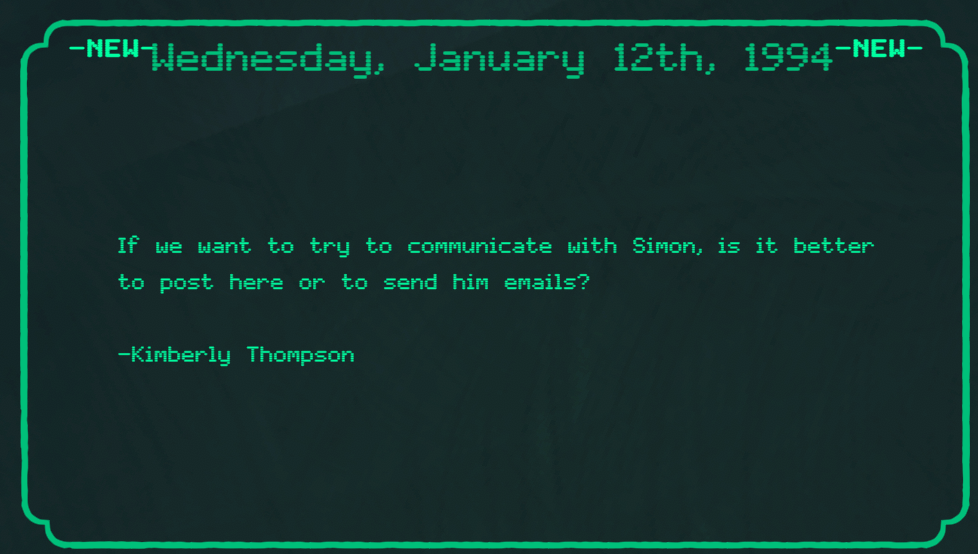 -NEW- Wednesday, January 12th, 1994 -NEW-
If we want to try to communicate with Simon, is it better
to post here or to send him emails?
-Kimberly Thompson